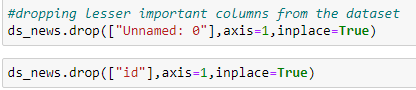 #dropping lesser important columns from the dataset
ds_news.drop(["Unnamed: 0"],axis=1,inplace=True)
ds_news.drop(["id"],axis=1,inplace=True)